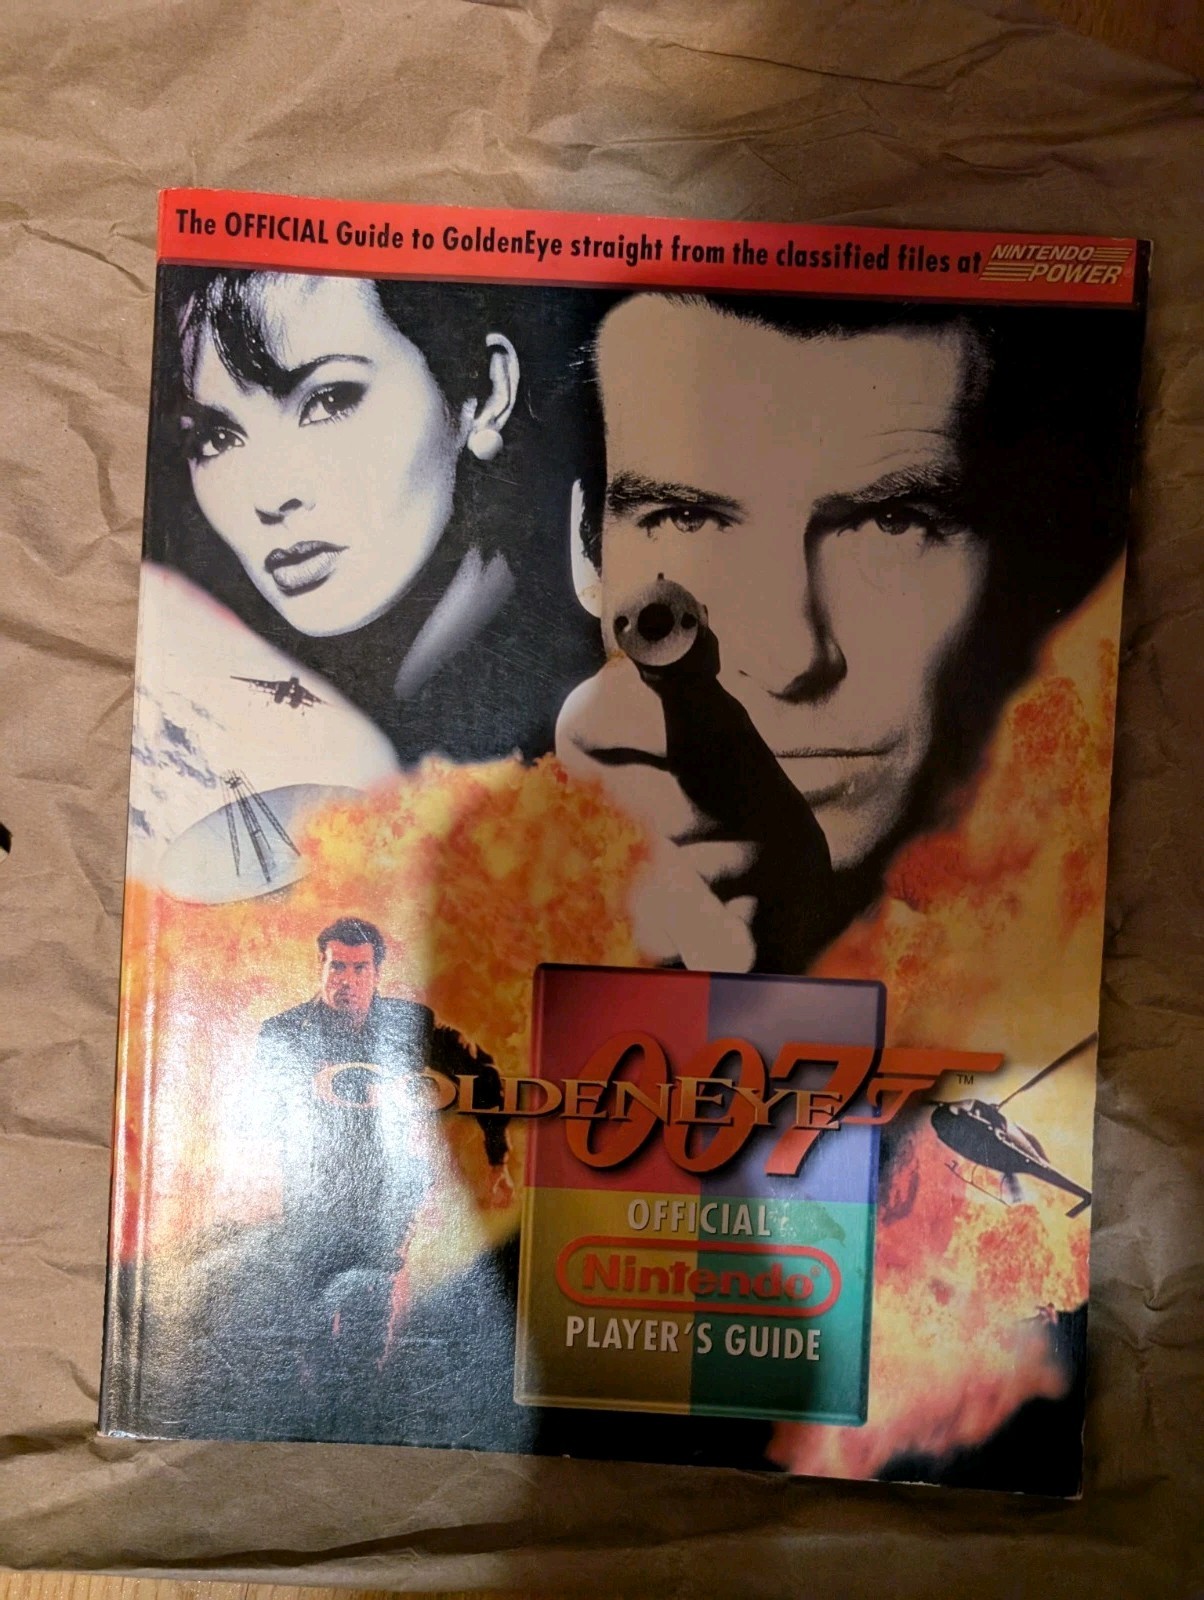 The OFFICIAL Guide to GoldenEye straight from the classified files at NINTENDO POWER®
GOLDENEYE 007 ™
OFFICIAL
Nintendo®
PLAYER'S GUIDE